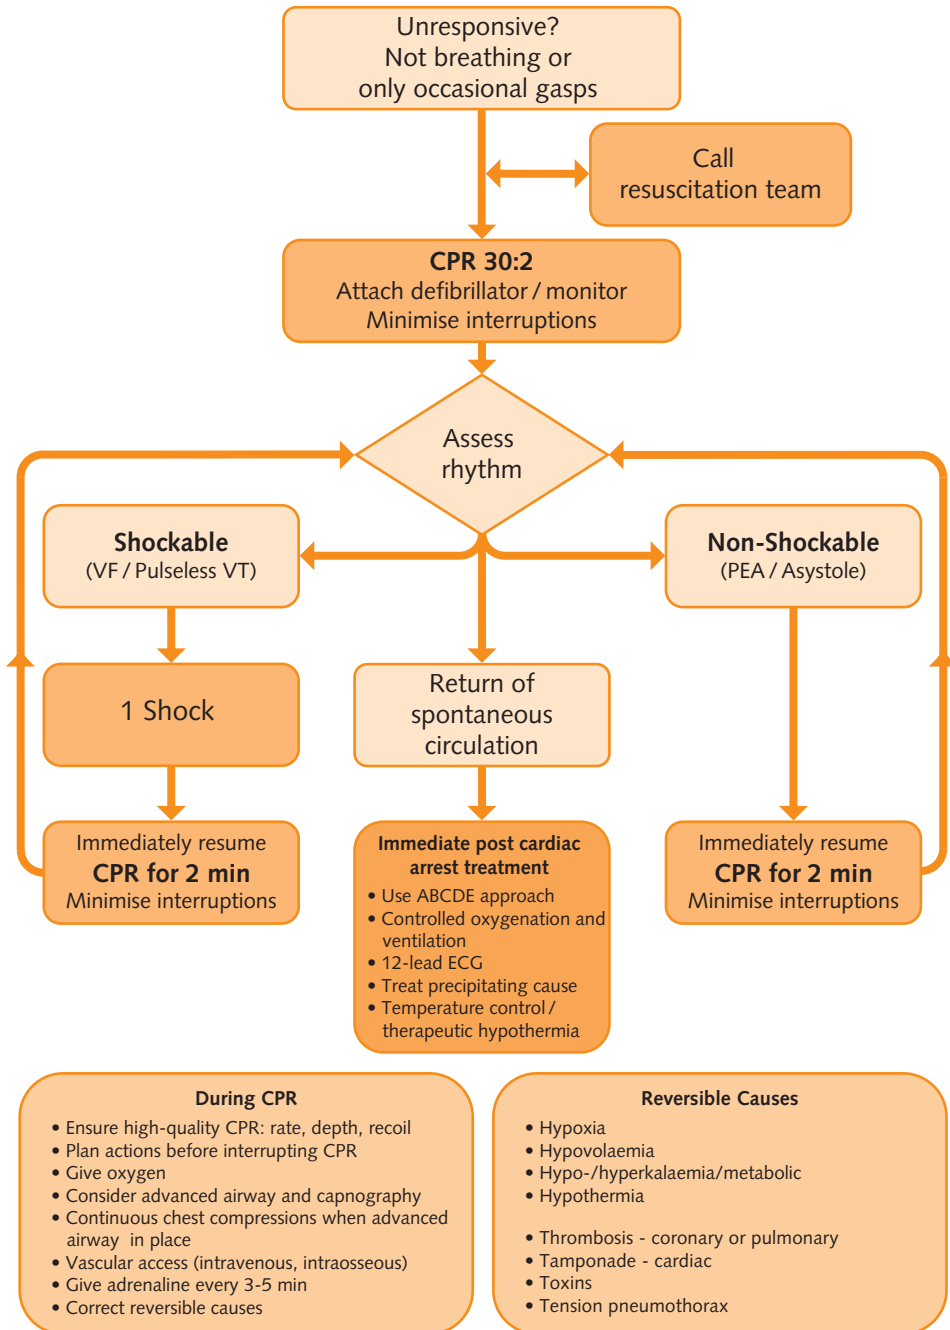 Unresponsive?
Not breathing or
only occasional gasps
Call
resuscitation team
CPR 30:2
Attach defibrillator / monitor
Minimise interruptions
Assess
rhythm
Shockable
(VF / Pulseless VT)
Non-Shockable
(PEA / Asystole)
1 Shock
Return of
spontaneous
circulation
Immediately resume
CPR for 2 min
Minimise interruptions
Immediate post cardiac
arrest treatment
• Use ABCDE approach
• Controlled oxygenation and
ventilation
• 12-lead ECG
• Treat precipitating cause
• Temperature control /
therapeutic hypothermia
Immediately resume
CPR for 2 min
Minimise interruptions
During CPR
• Ensure high-quality CPR: rate, depth, recoil
• Plan actions before interrupting CPR
• Give oxygen
• Consider advanced airway and capnography
• Continuous chest compressions when advanced
airway in place
• Vascular access (intravenous, intraosseous)
• Give adrenaline every 3-5 min
• Correct reversible causes
Reversible Causes
• Hypoxia
• Hypovolaemia
• Hypo-/hyperkalaemia/metabolic
• Hypothermia
• Thrombosis - coronary or pulmonary
• Tamponade - cardiac
• Toxins
• Tension pneumothorax